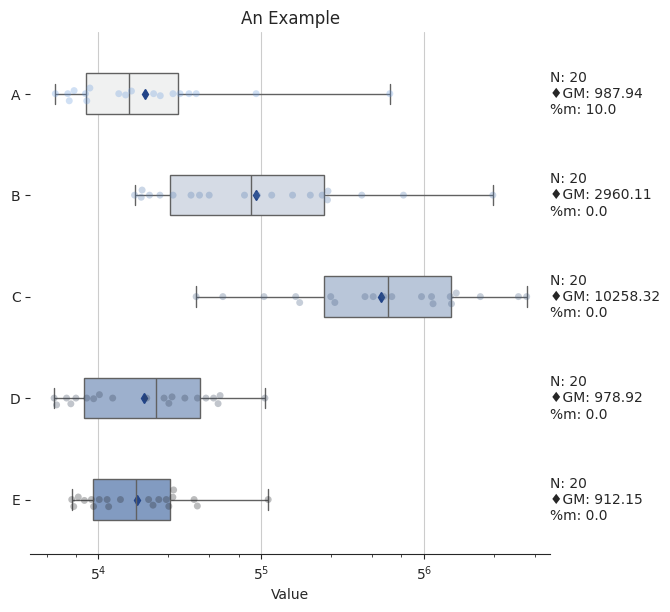 An Example
A
N: 20
♦GM: 987.94
%m: 10.0
B
N: 20
♦GM: 2960.11
%m: 0.0
C
N: 20
♦GM: 10258.32
%m: 0.0
D
N: 20
♦GM: 978.92
%m: 0.0
E
N: 20
♦GM: 912.15
%m: 0.0
5⁴ 5⁵ 5⁶
Value